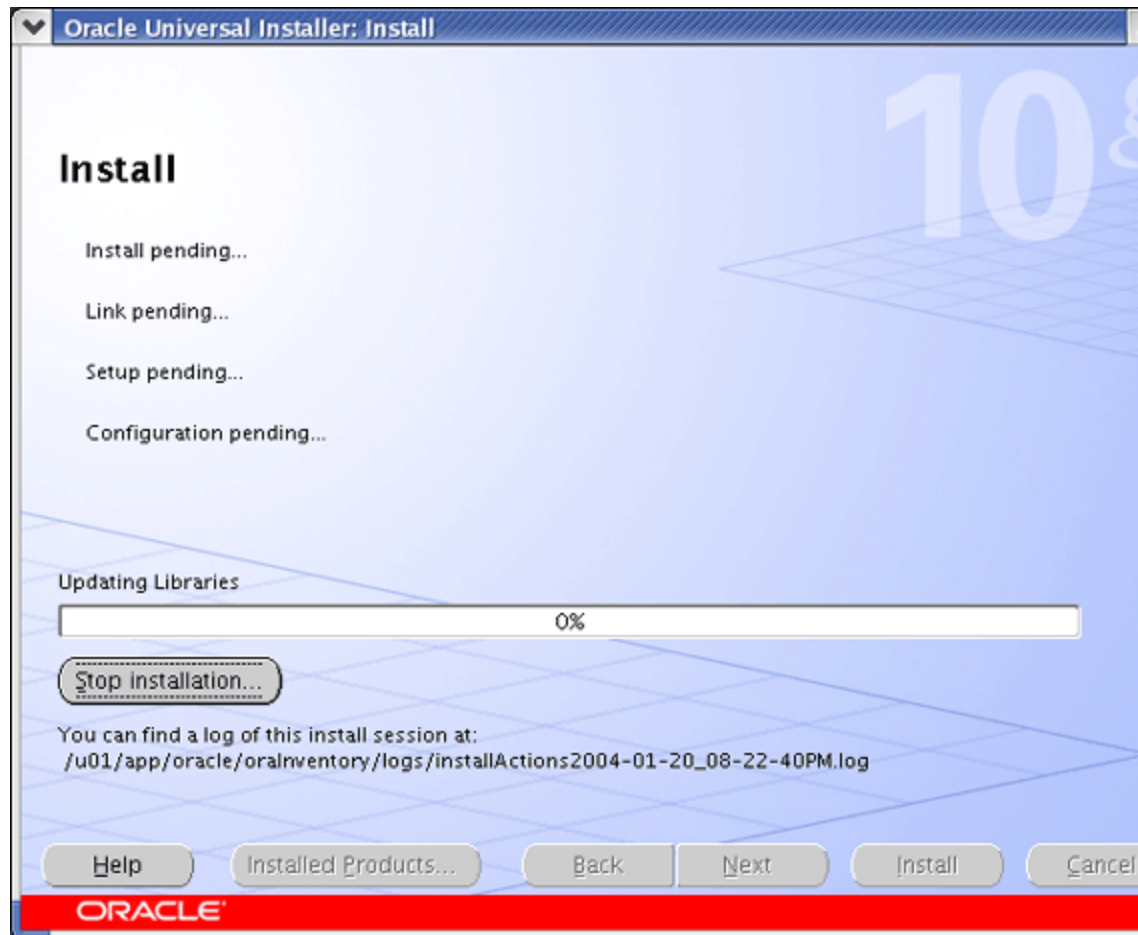 Oracle Universal Installer: Install
10g
Install
Install pending...
Link pending...
Setup pending...
Configuration pending...
Updating Libraries
0%
Stop installation...
You can find a log of this install session at:
/u01/app/oracle/oraInventory/logs/installActions2004-01-20_08-22-40PM.log
Help
Installed Products...
Back
Next
Install
Cancel
ORACLE